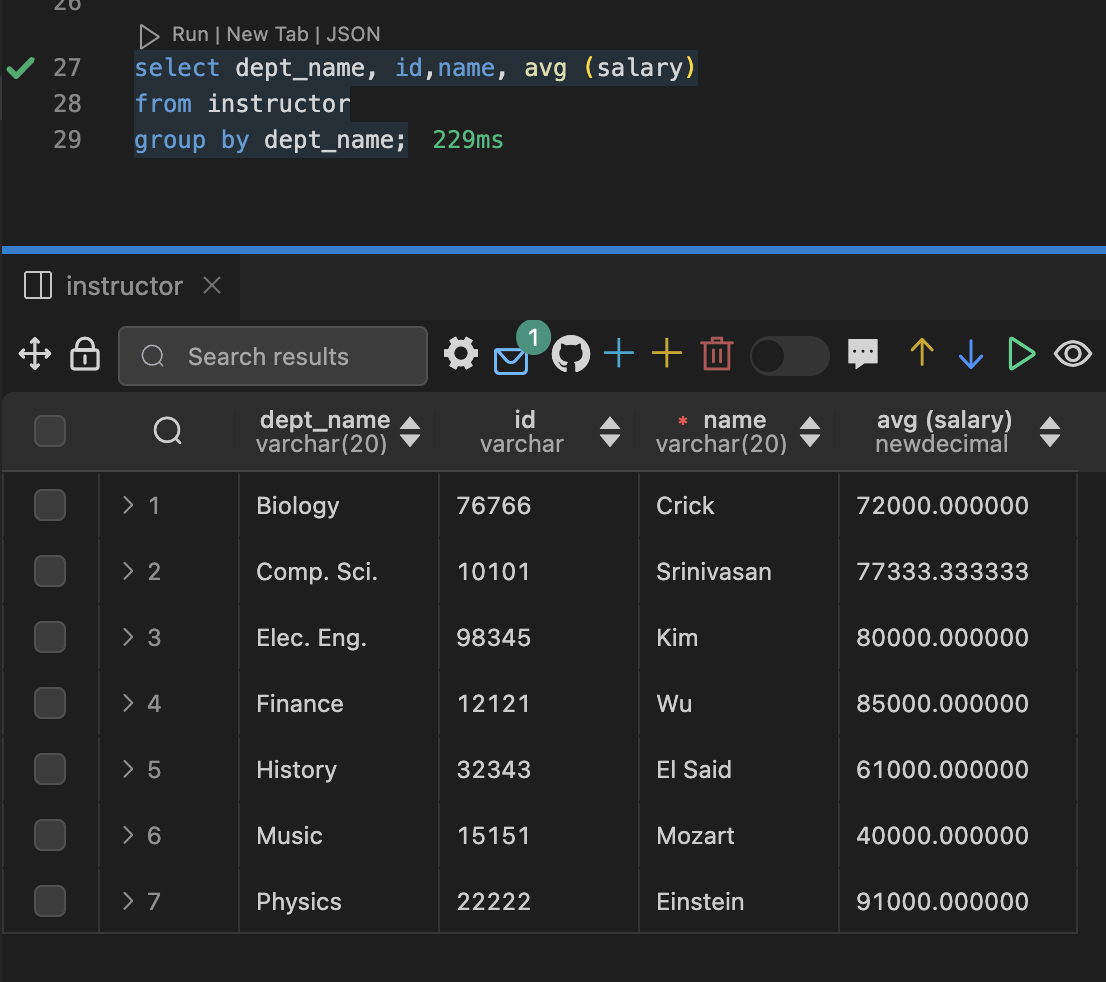 26
Run | New Tab | JSON
27 select dept_name, id,name, avg (salary)
28 from instructor
29 group by dept_name; 229ms
instructor
Search results 1
dept_name id * name avg (salary)
varchar(20) varchar varchar(20) newdecimal
1 Biology 76766 Crick 72000.000000
2 Comp. Sci. 10101 Srinivasan 77333.333333
3 Elec. Eng. 98345 Kim 80000.000000
4 Finance 12121 Wu 85000.000000
5 History 32343 El Said 61000.000000
6 Music 15151 Mozart 40000.000000
7 Physics 22222 Einstein 91000.000000